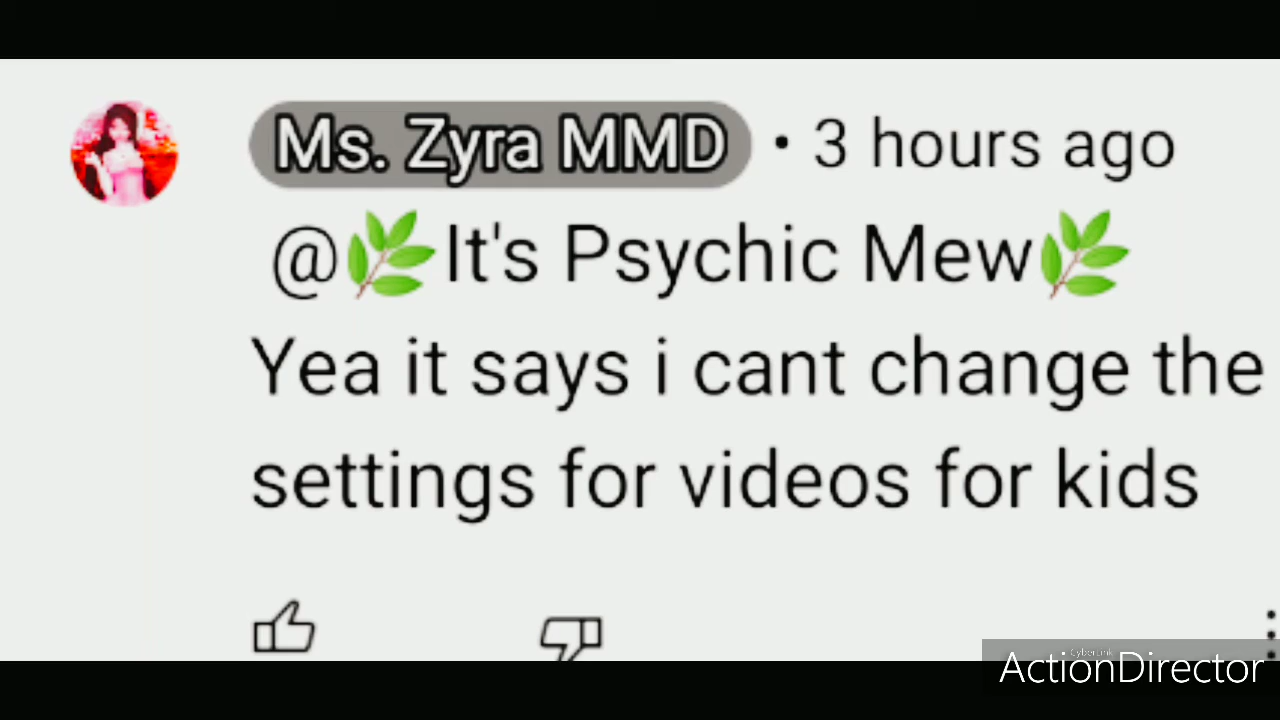 Ms. Zyra MMD • 3 hours ago
@🌿It's Psychic Mew🌿
Yea it says i cant change the
settings for videos for kids
CyberLink
ActionDirector